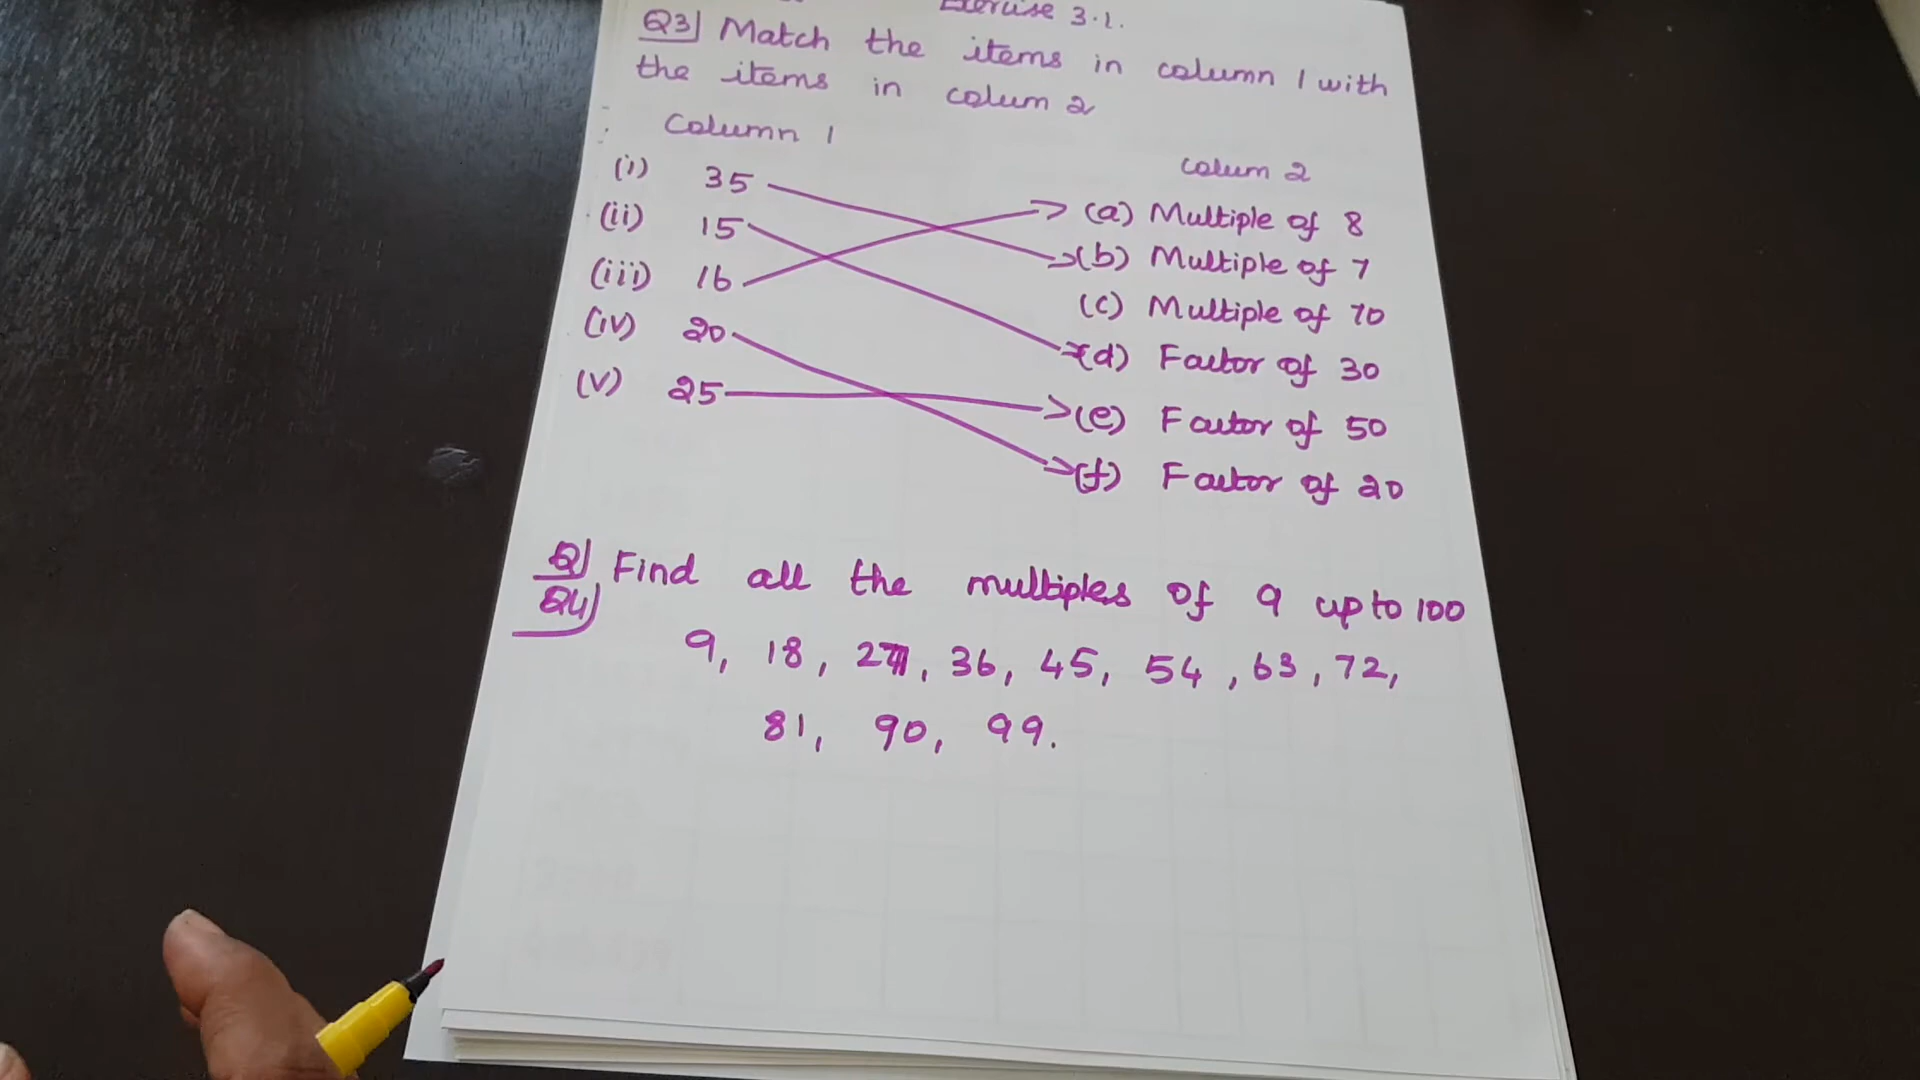 Exercise 3.1.
Q3) Match the items in column 1 with
the items in colum 2
Column 1
Colum 2
(i) 35
(ii) 15
(iii) 16
(iv) 20
(v) 25
(a) Multiple of 8
(b) Multiple of 7
(c) Multiple of 70
(d) Factor of 30
(e) Factor of 50
(f) Factor of 20
Q) Find all the multiples of 9 up to 100
Q4)
9, 18, 27, 36, 45, 54, 63, 72,
81, 90, 99.